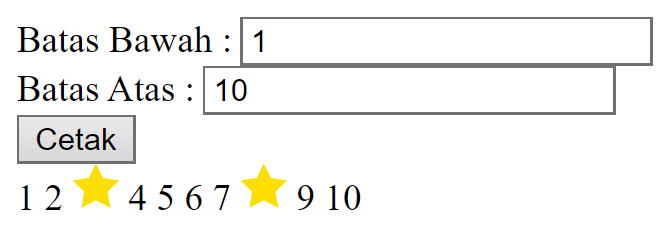 Batas Bawah : 1
Batas Atas : 10
Cetak
1 2 ★ 4 5 6 7 ★ 9 10